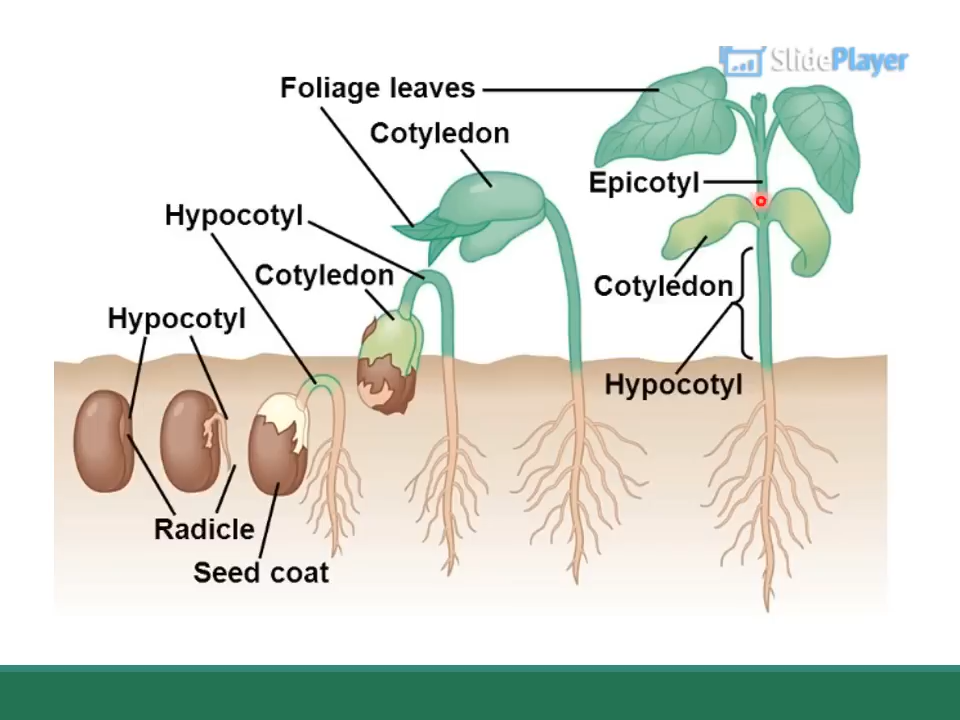 SlidePlayer
Foliage leaves
Cotyledon
Epicotyl
Hypocotyl
Cotyledon
Cotyledon
Hypocotyl
Hypocotyl
Radicle
Seed coat